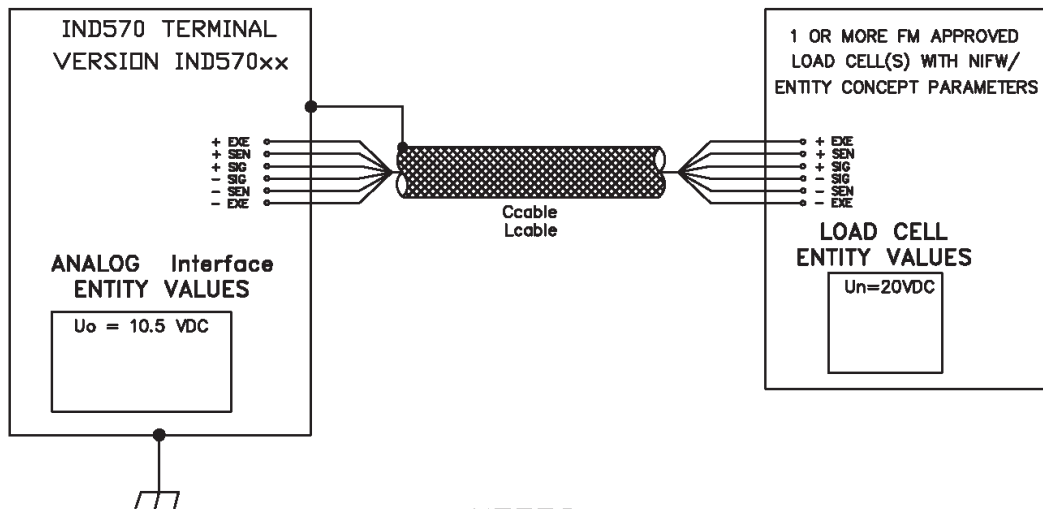 IND570 TERMINAL
VERSION IND570xx
+ EXE
+ SEN
+ SIG
- SIG
- SEN
- EXE
ANALOG Interface
ENTITY VALUES
Uo = 10.5 VDC
Ccable
Lcable
1 OR MORE FM APPROVED
LOAD CELL(S) WITH NIFW/
ENTITY CONCEPT PARAMETERS
+ EXE
+ SEN
+ SIG
- SIG
- SEN
- EXE
LOAD CELL
ENTITY VALUES
Un=20VDC